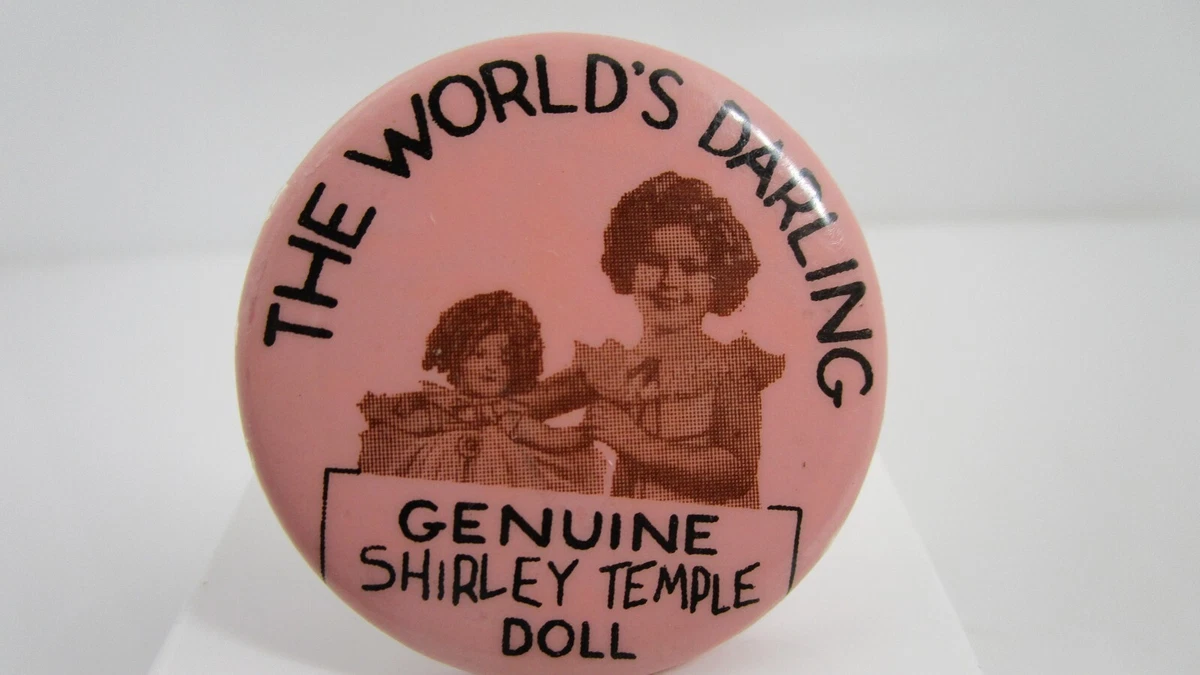 THE WORLD'S DARLING
GENUINE
SHIRLEY TEMPLE
DOLL